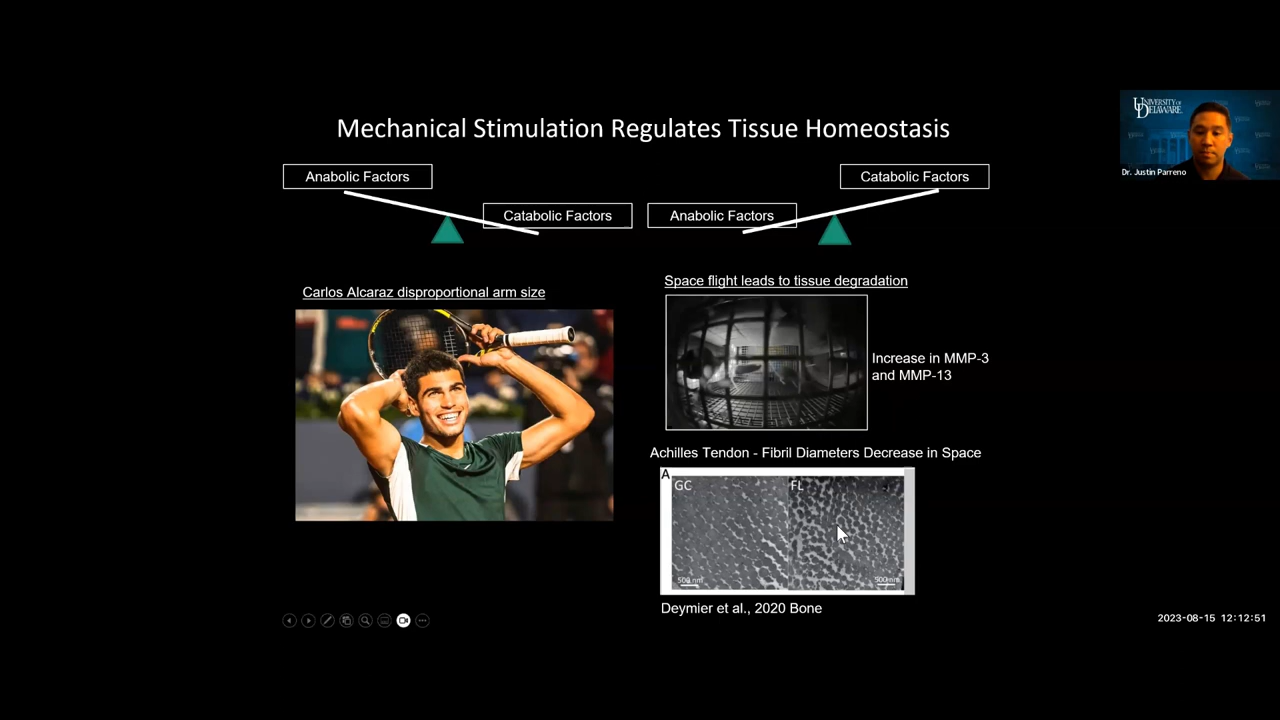 Mechanical Stimulation Regulates Tissue Homeostasis
Anabolic Factors
Catabolic Factors
Anabolic Factors
Catabolic Factors
Carlos Alcaraz disproportional arm size
Space flight leads to tissue degradation
Increase in MMP-3
and MMP-13
Achilles Tendon - Fibril Diameters Decrease in Space
A
GC
FL
500 nm
500 nm
Deymier et al., 2020 Bone
UNIVERSITY OF
DELAWARE
Dr. Justin Parreno
2023-08-15 12:12:51